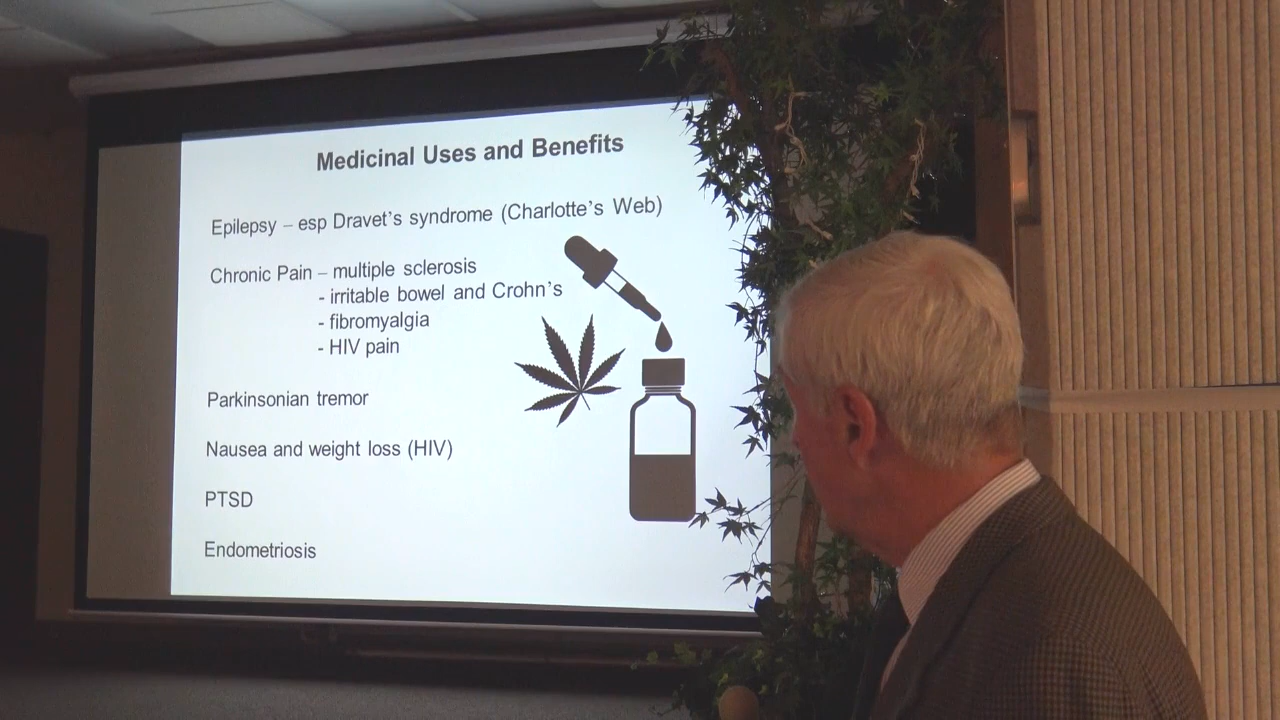 Medicinal Uses and Benefits
Epilepsy – esp Dravet's syndrome (Charlotte's Web)
Chronic Pain – multiple sclerosis
- irritable bowel and Crohn's
- fibromyalgia
- HIV pain
Parkinsonian tremor
Nausea and weight loss (HIV)
PTSD
Endometriosis